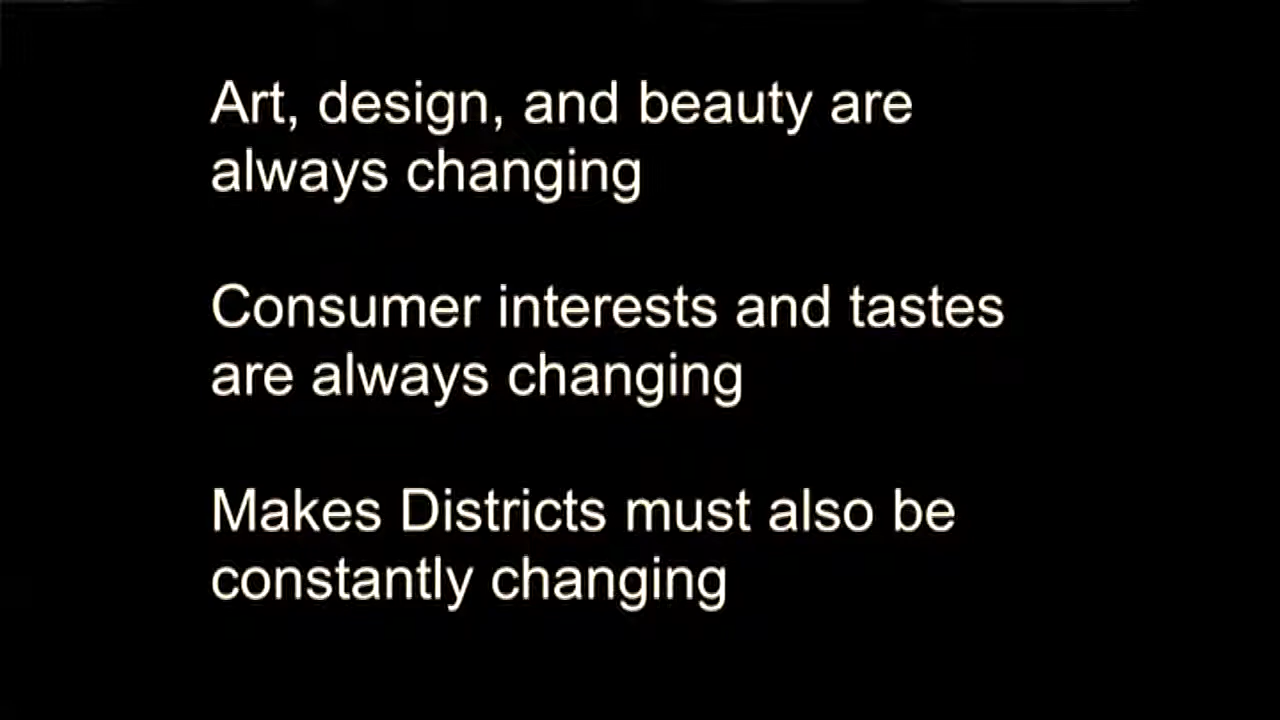 Art, design, and beauty are
always changing
Consumer interests and tastes
are always changing
Makes Districts must also be
constantly changing